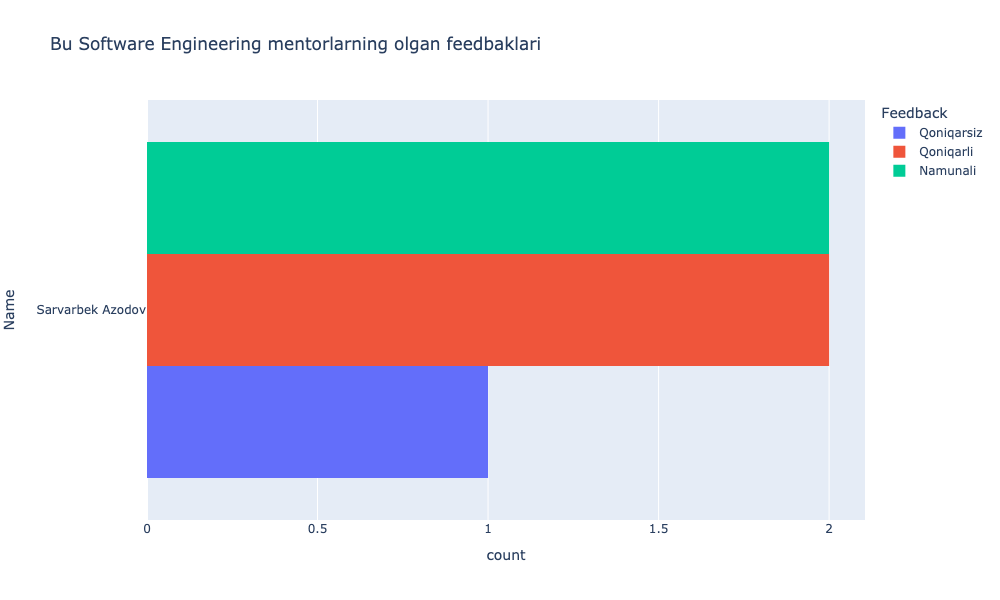 Bu Software Engineering mentorlarning olgan feedbaklari
Feedback
Qoniqarsiz
Qoniqarli
Namunali
Name
Sarvarbek Azodov
0
0.5
1
1.5
2
count